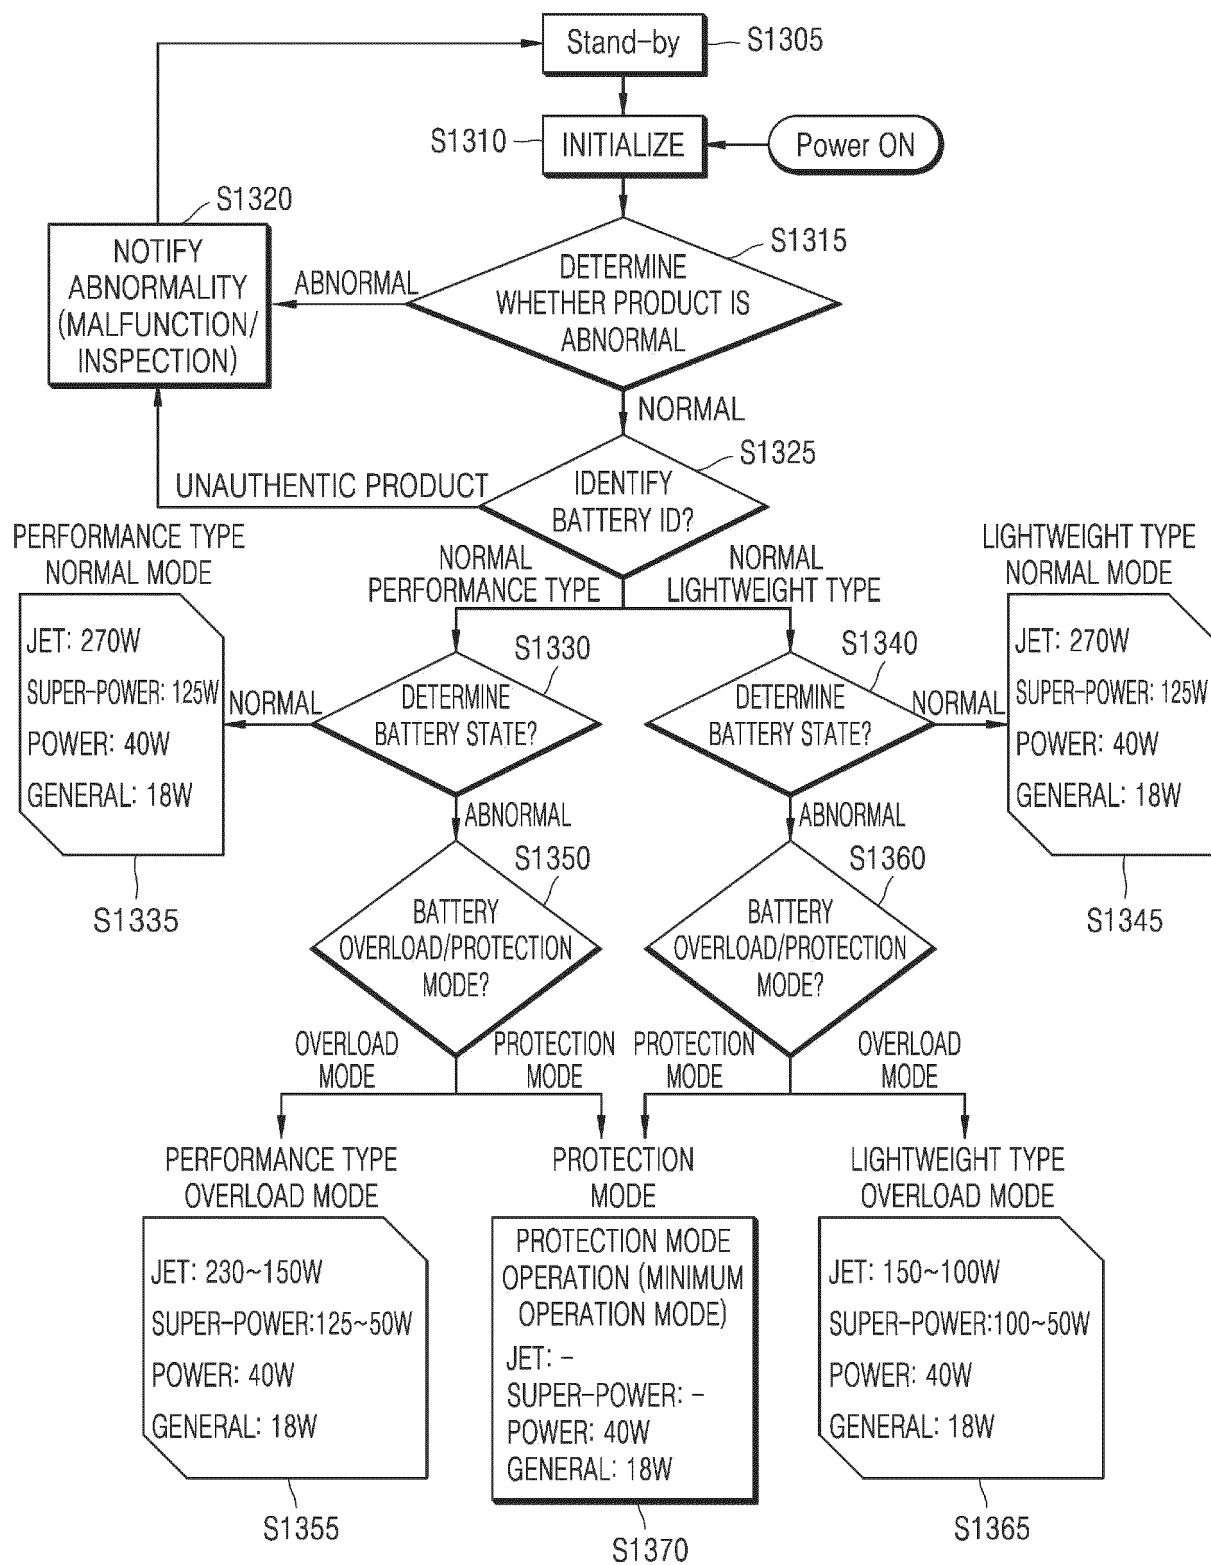 Stand-by
S1305
S1310
INITIALIZE
Power ON
S1320
NOTIFY
ABNORMALITY
(MALFUNCTION/
INSPECTION)
ABNORMAL
S1315
DETERMINE
WHETHER PRODUCT IS
ABNORMAL
NORMAL
S1325
UNAUTHENTIC PRODUCT
IDENTIFY
BATTERY ID?
PERFORMANCE TYPE
NORMAL MODE
NORMAL
PERFORMANCE TYPE
NORMAL
LIGHTWEIGHT TYPE
LIGHTWEIGHT TYPE
NORMAL MODE
JET: 270W
SUPER-POWER: 125W
POWER: 40W
GENERAL: 18W
S1335
NORMAL
S1330
DETERMINE
BATTERY STATE?
ABNORMAL
S1340
DETERMINE
BATTERY STATE?
ABNORMAL
NORMAL
JET: 270W
SUPER-POWER: 125W
POWER: 40W
GENERAL: 18W
S1345
S1350
BATTERY
OVERLOAD/PROTECTION
MODE?
S1360
BATTERY
OVERLOAD/PROTECTION
MODE?
OVERLOAD
MODE
PROTECTION
MODE
PROTECTION
MODE
OVERLOAD
MODE
PERFORMANCE TYPE
OVERLOAD MODE
JET: 230~150W
SUPER-POWER:125~50W
POWER: 40W
GENERAL: 18W
S1355
PROTECTION
MODE
PROTECTION MODE
OPERATION (MINIMUM
OPERATION MODE)
JET: -
SUPER-POWER: -
POWER: 40W
GENERAL: 18W
S1370
LIGHTWEIGHT TYPE
OVERLOAD MODE
JET: 150~100W
SUPER-POWER:100~50W
POWER: 40W
GENERAL: 18W
S1365